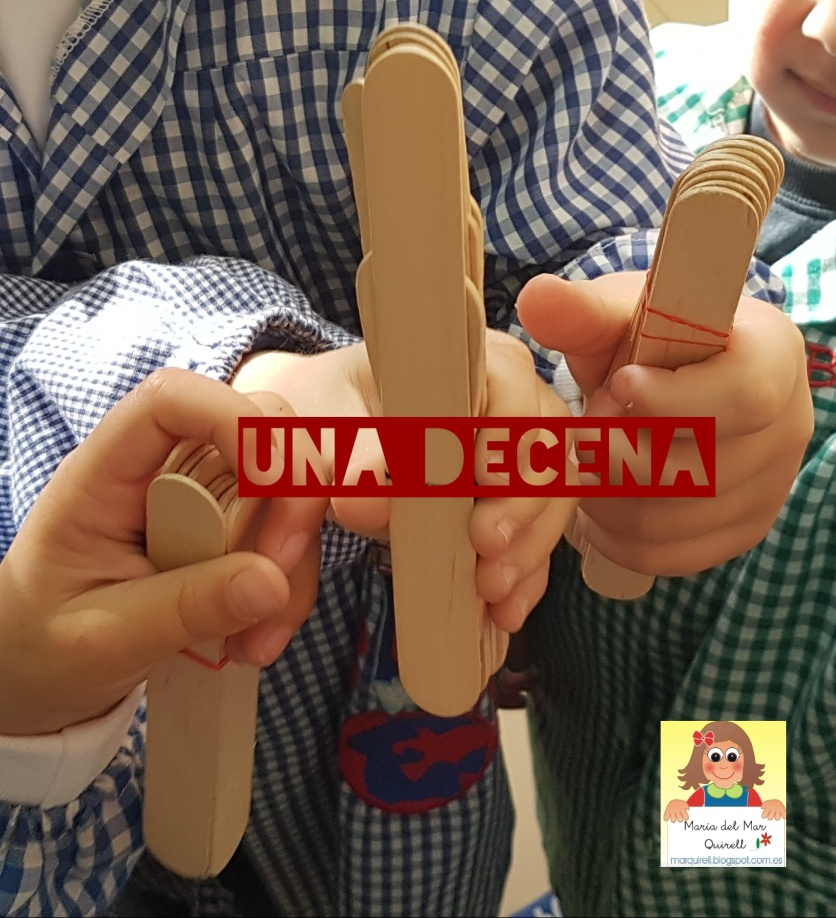 UNA DECENA
María del Mar
Quirell
marquirell.blogspot.com.es